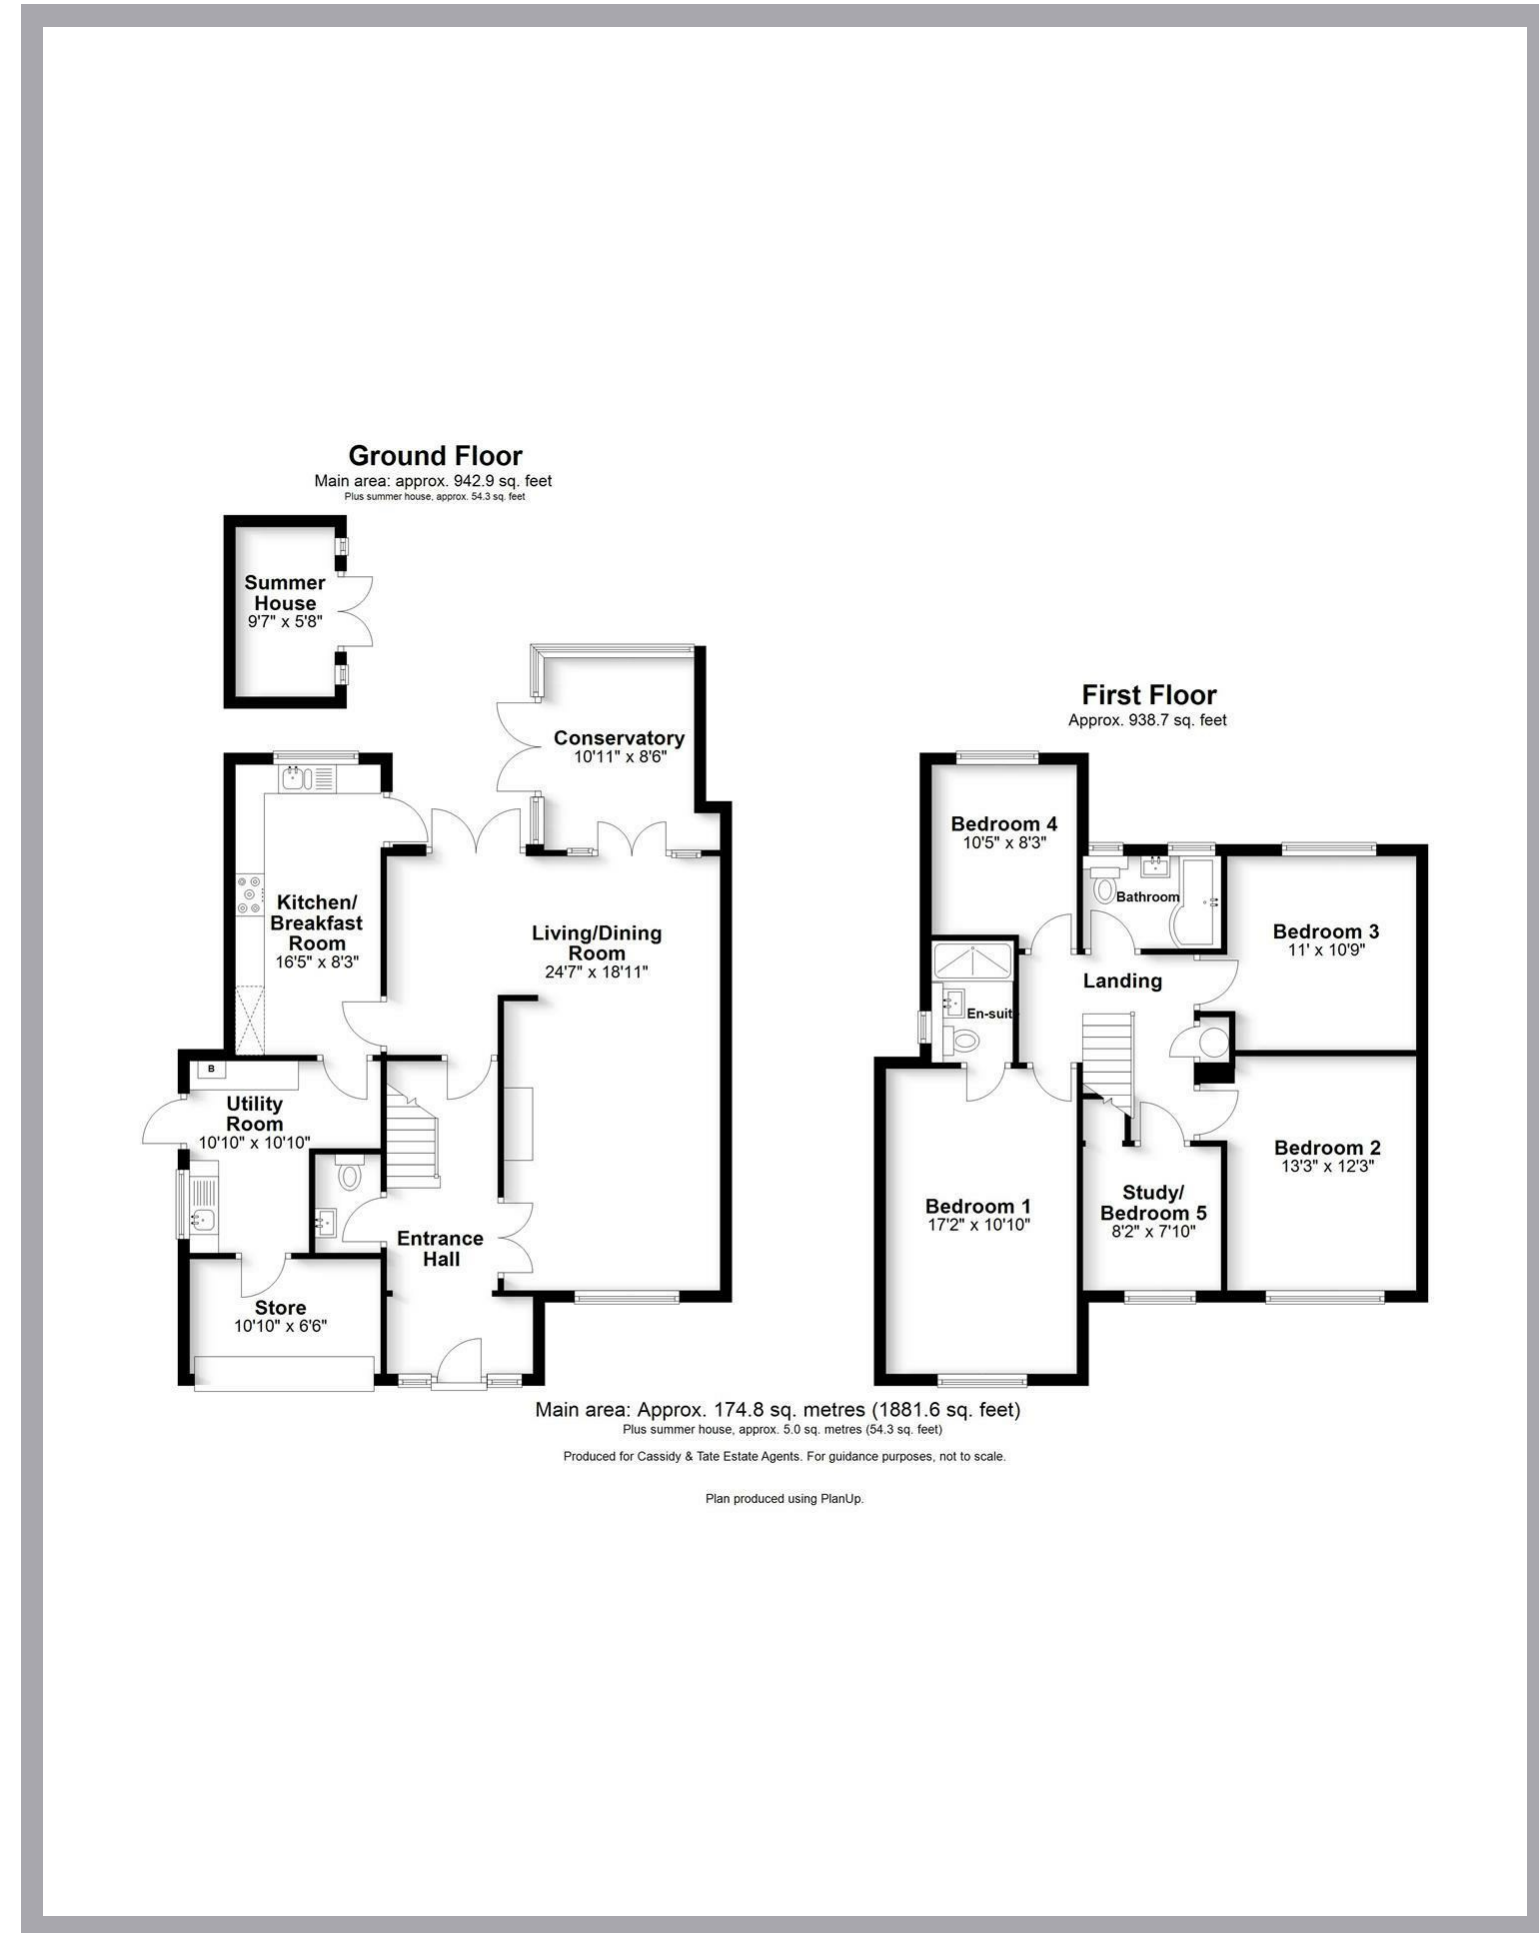 Ground Floor
Main area: approx. 942.9 sq. feet
Plus summer house, approx. 54.3 sq. feet
Summer
House
9'7" x 5'8"
Conservatory
10'11" x 8'6"
Kitchen/
Breakfast
Room
16'5" x 8'3"
Living/Dining
Room
24'7" x 18'11"
B
Utility
Room
10'10" x 10'10"
Entrance
Hall
Store
10'10" x 6'6"
First Floor
Approx. 938.7 sq. feet
Bedroom 4
10'5" x 8'3"
Bathroom
Bedroom 3
11' x 10'9"
Landing
En-suit
Bedroom 2
13'3" x 12'3"
Study/
Bedroom 5
8'2" x 7'10"
Bedroom 1
17'2" x 10'10"
Main area: Approx. 174.8 sq. metres (1881.6 sq. feet)
Plus summer house, approx. 5.0 sq. metres (54.3 sq. feet)
Produced for Cassidy & Tate Estate Agents. For guidance purposes, not to scale.
Plan produced using PlanUp.